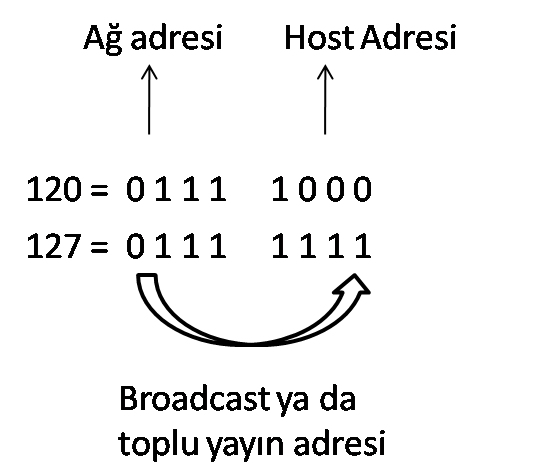 Ağ adresi Host Adresi
120 = 0 1 1 1 1 0 0 0
127 = 0 1 1 1 1 1 1 1
Broadcast ya da
toplu yayın adresi